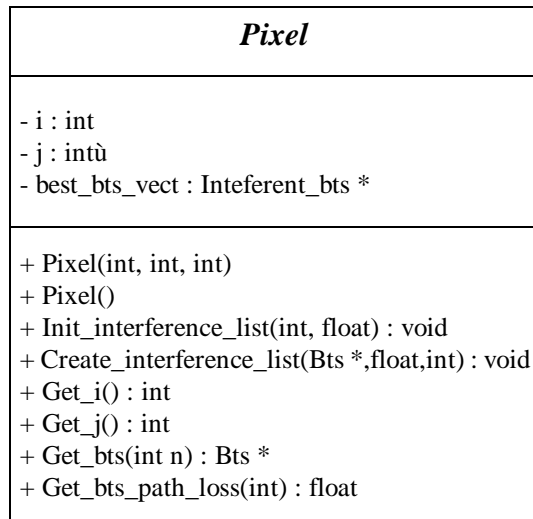 Pixel
- i : int
- j : intù
- best_bts_vect : Inteferent_bts *
+ Pixel(int, int, int)
+ Pixel()
+ Init_interference_list(int, float) : void
+ Create_interference_list(Bts *,float,int) : void
+ Get_i() : int
+ Get_j() : int
+ Get_bts(int n) : Bts *
+ Get_bts_path_loss(int) : float